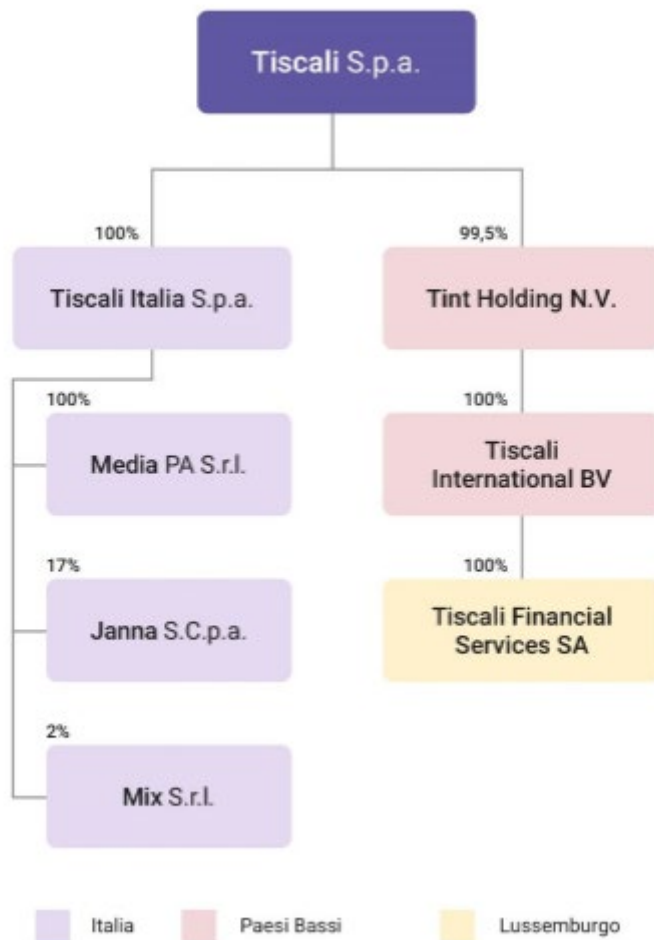 Tiscali S.p.a.
100%
99,5%
Tiscali Italia S.p.a.
Tint Holding N.V.
100%
100%
Media PA S.r.l.
Tiscali
International BV
17%
100%
Janna S.C.p.a.
Tiscali Financial
Services SA
2%
Mix S.r.l.
Italia
Paesi Bassi
Lussemburgo